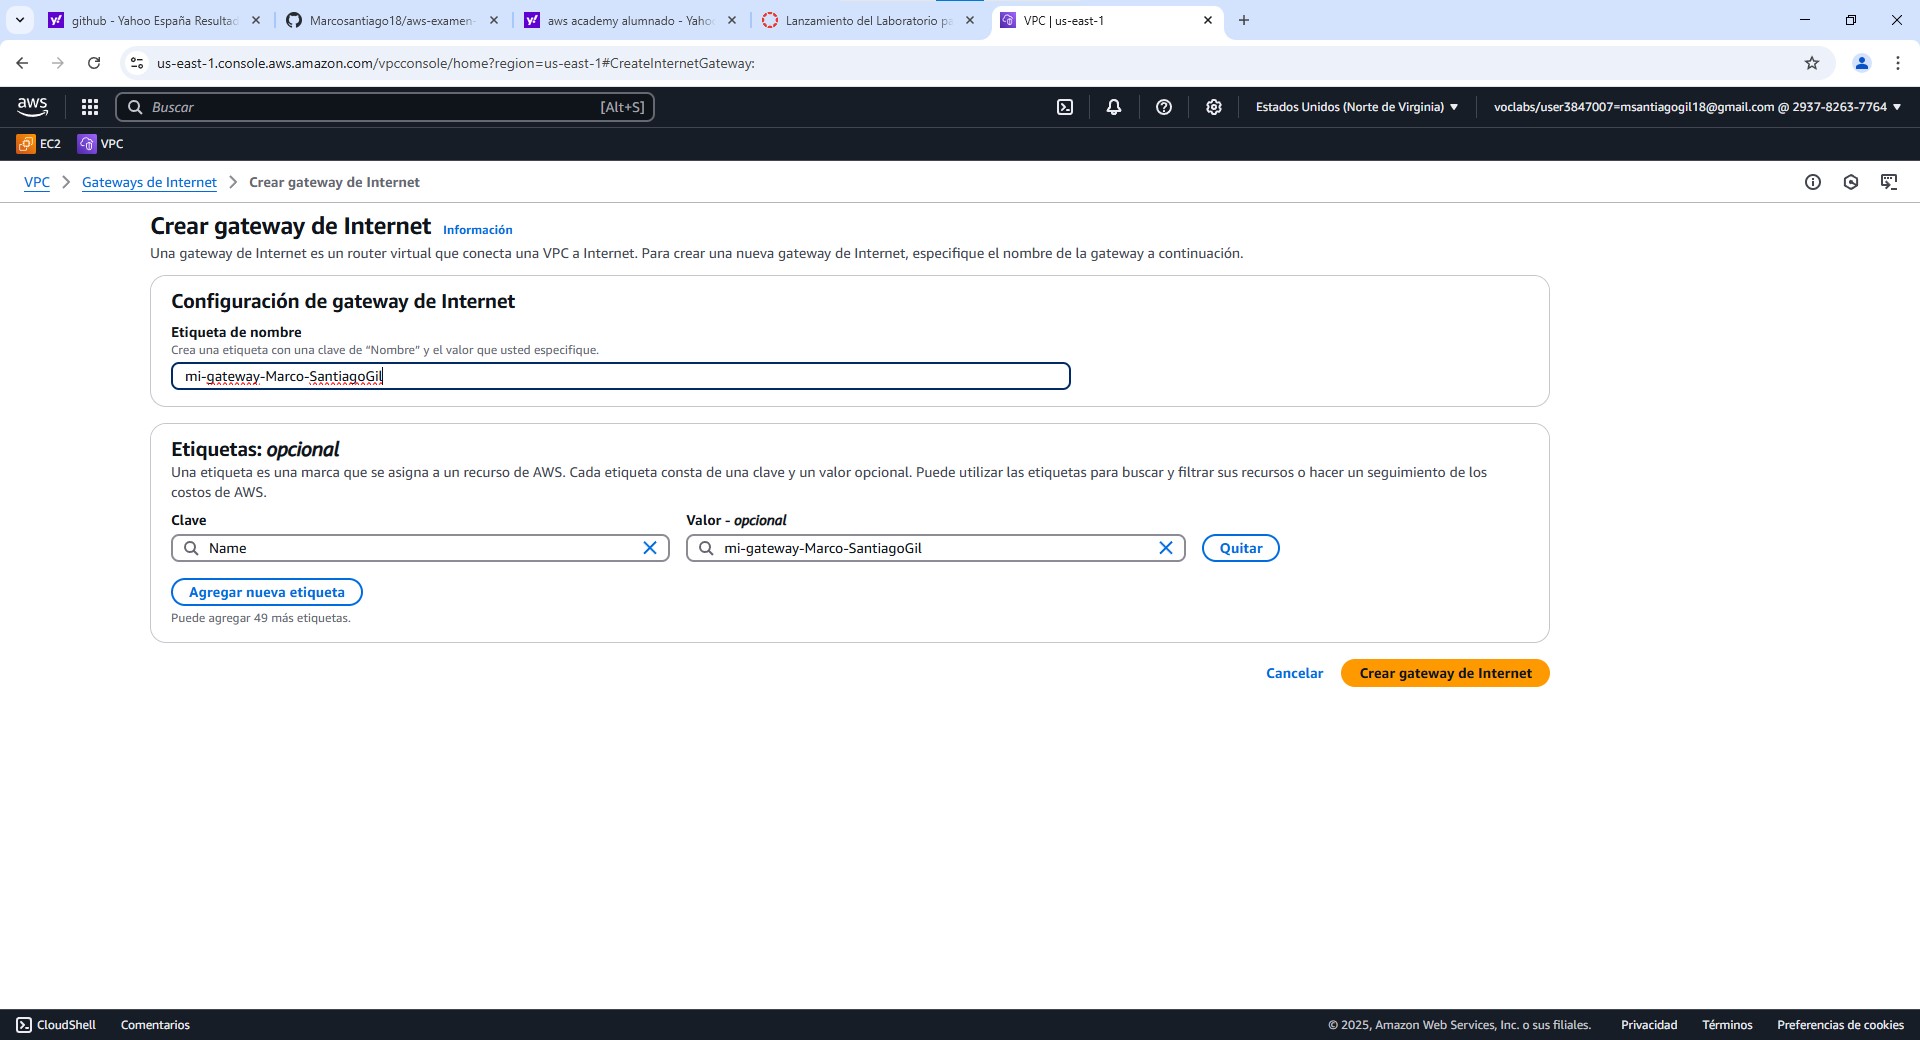 github - Yahoo España Resultad
Marcosantiago18/aws-examen-
aws academy alumnado - Yaho
Lanzamiento del Laboratorio pa
VPC | us-east-1
us-east-1.console.aws.amazon.com/vpcconsole/home?region=us-east-1#CreateInternetGateway:
aws
Buscar
[Alt+S]
Estados Unidos (Norte de Virginia)
voclabs/user3847007=msantiagogil18@gmail.com @ 2937-8263-7764
EC2
VPC
VPC
Gateways de Internet
Crear gateway de Internet
Crear gateway de Internet
Información
Una gateway de Internet es un router virtual que conecta una VPC a Internet. Para crear una nueva gateway de Internet, especifique el nombre de la gateway a continuación.
Configuración de gateway de Internet
Etiqueta de nombre
Crea una etiqueta con una clave de “Nombre” y el valor que usted especifique.
mi-gateway-Marco-SantiagoGil
Etiquetas: opcional
Una etiqueta es una marca que se asigna a un recurso de AWS. Cada etiqueta consta de una clave y un valor opcional. Puede utilizar las etiquetas para buscar y filtrar sus recursos o hacer un seguimiento de los
costos de AWS.
Clave
Valor - opcional
Name
mi-gateway-Marco-SantiagoGil
Quitar
Agregar nueva etiqueta
Puede agregar 49 más etiquetas.
Cancelar
Crear gateway de Internet
CloudShell
Comentarios
© 2025, Amazon Web Services, Inc. o sus filiales.
Privacidad
Términos
Preferencias de cookies